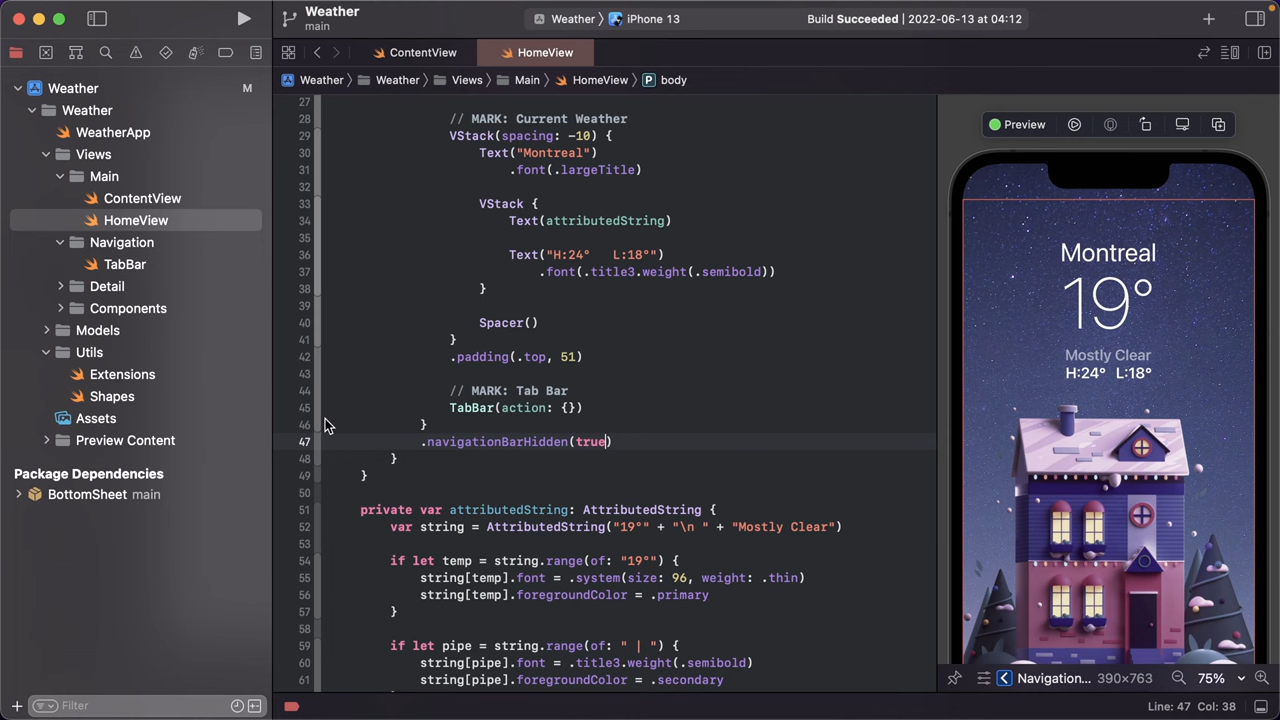 Weather
main
Weather
iPhone 13
Build Succeeded | 2022-06-13 at 04:12
ContentView
HomeView
Weather
M
Weather
WeatherApp
Views
Main
ContentView
HomeView
Navigation
TabBar
Detail
Components
Models
Utils
Extensions
Shapes
Assets
Preview Content
Package Dependencies
BottomSheet main
Filter
Weather
Weather
Views
Main
HomeView
P
body
27
28 // MARK: Current Weather
29 VStack(spacing: -10) {
30 Text("Montreal")
31 .font(.largeTitle)
32
33 VStack {
34 Text(attributedString)
35
36 Text("H:24°   L:18°")
37 .font(.title3.weight(.semibold))
38 }
39
40 Spacer()
41 }
42 .padding(.top, 51)
43
44 // MARK: Tab Bar
45 TabBar(action: {})
46 }
47 .navigationBarHidden(true)
48 }
49 }
50
51 private var attributedString: AttributedString {
52 var string = AttributedString("19°" + "\n " + "Mostly Clear")
53
54 if let temp = string.range(of: "19°") {
55 string[temp].font = .system(size: 96, weight: .thin)
56 string[temp].foregroundColor = .primary
57 }
58
59 if let pipe = string.range(of: " | ") {
60 string[pipe].font = .title3.weight(.semibold)
61 string[pipe].foregroundColor = .secondary
Preview
Montreal
19°
Mostly Clear
H:24° L:18°
Navigation...
390×763
75%
Line: 47 Col: 38